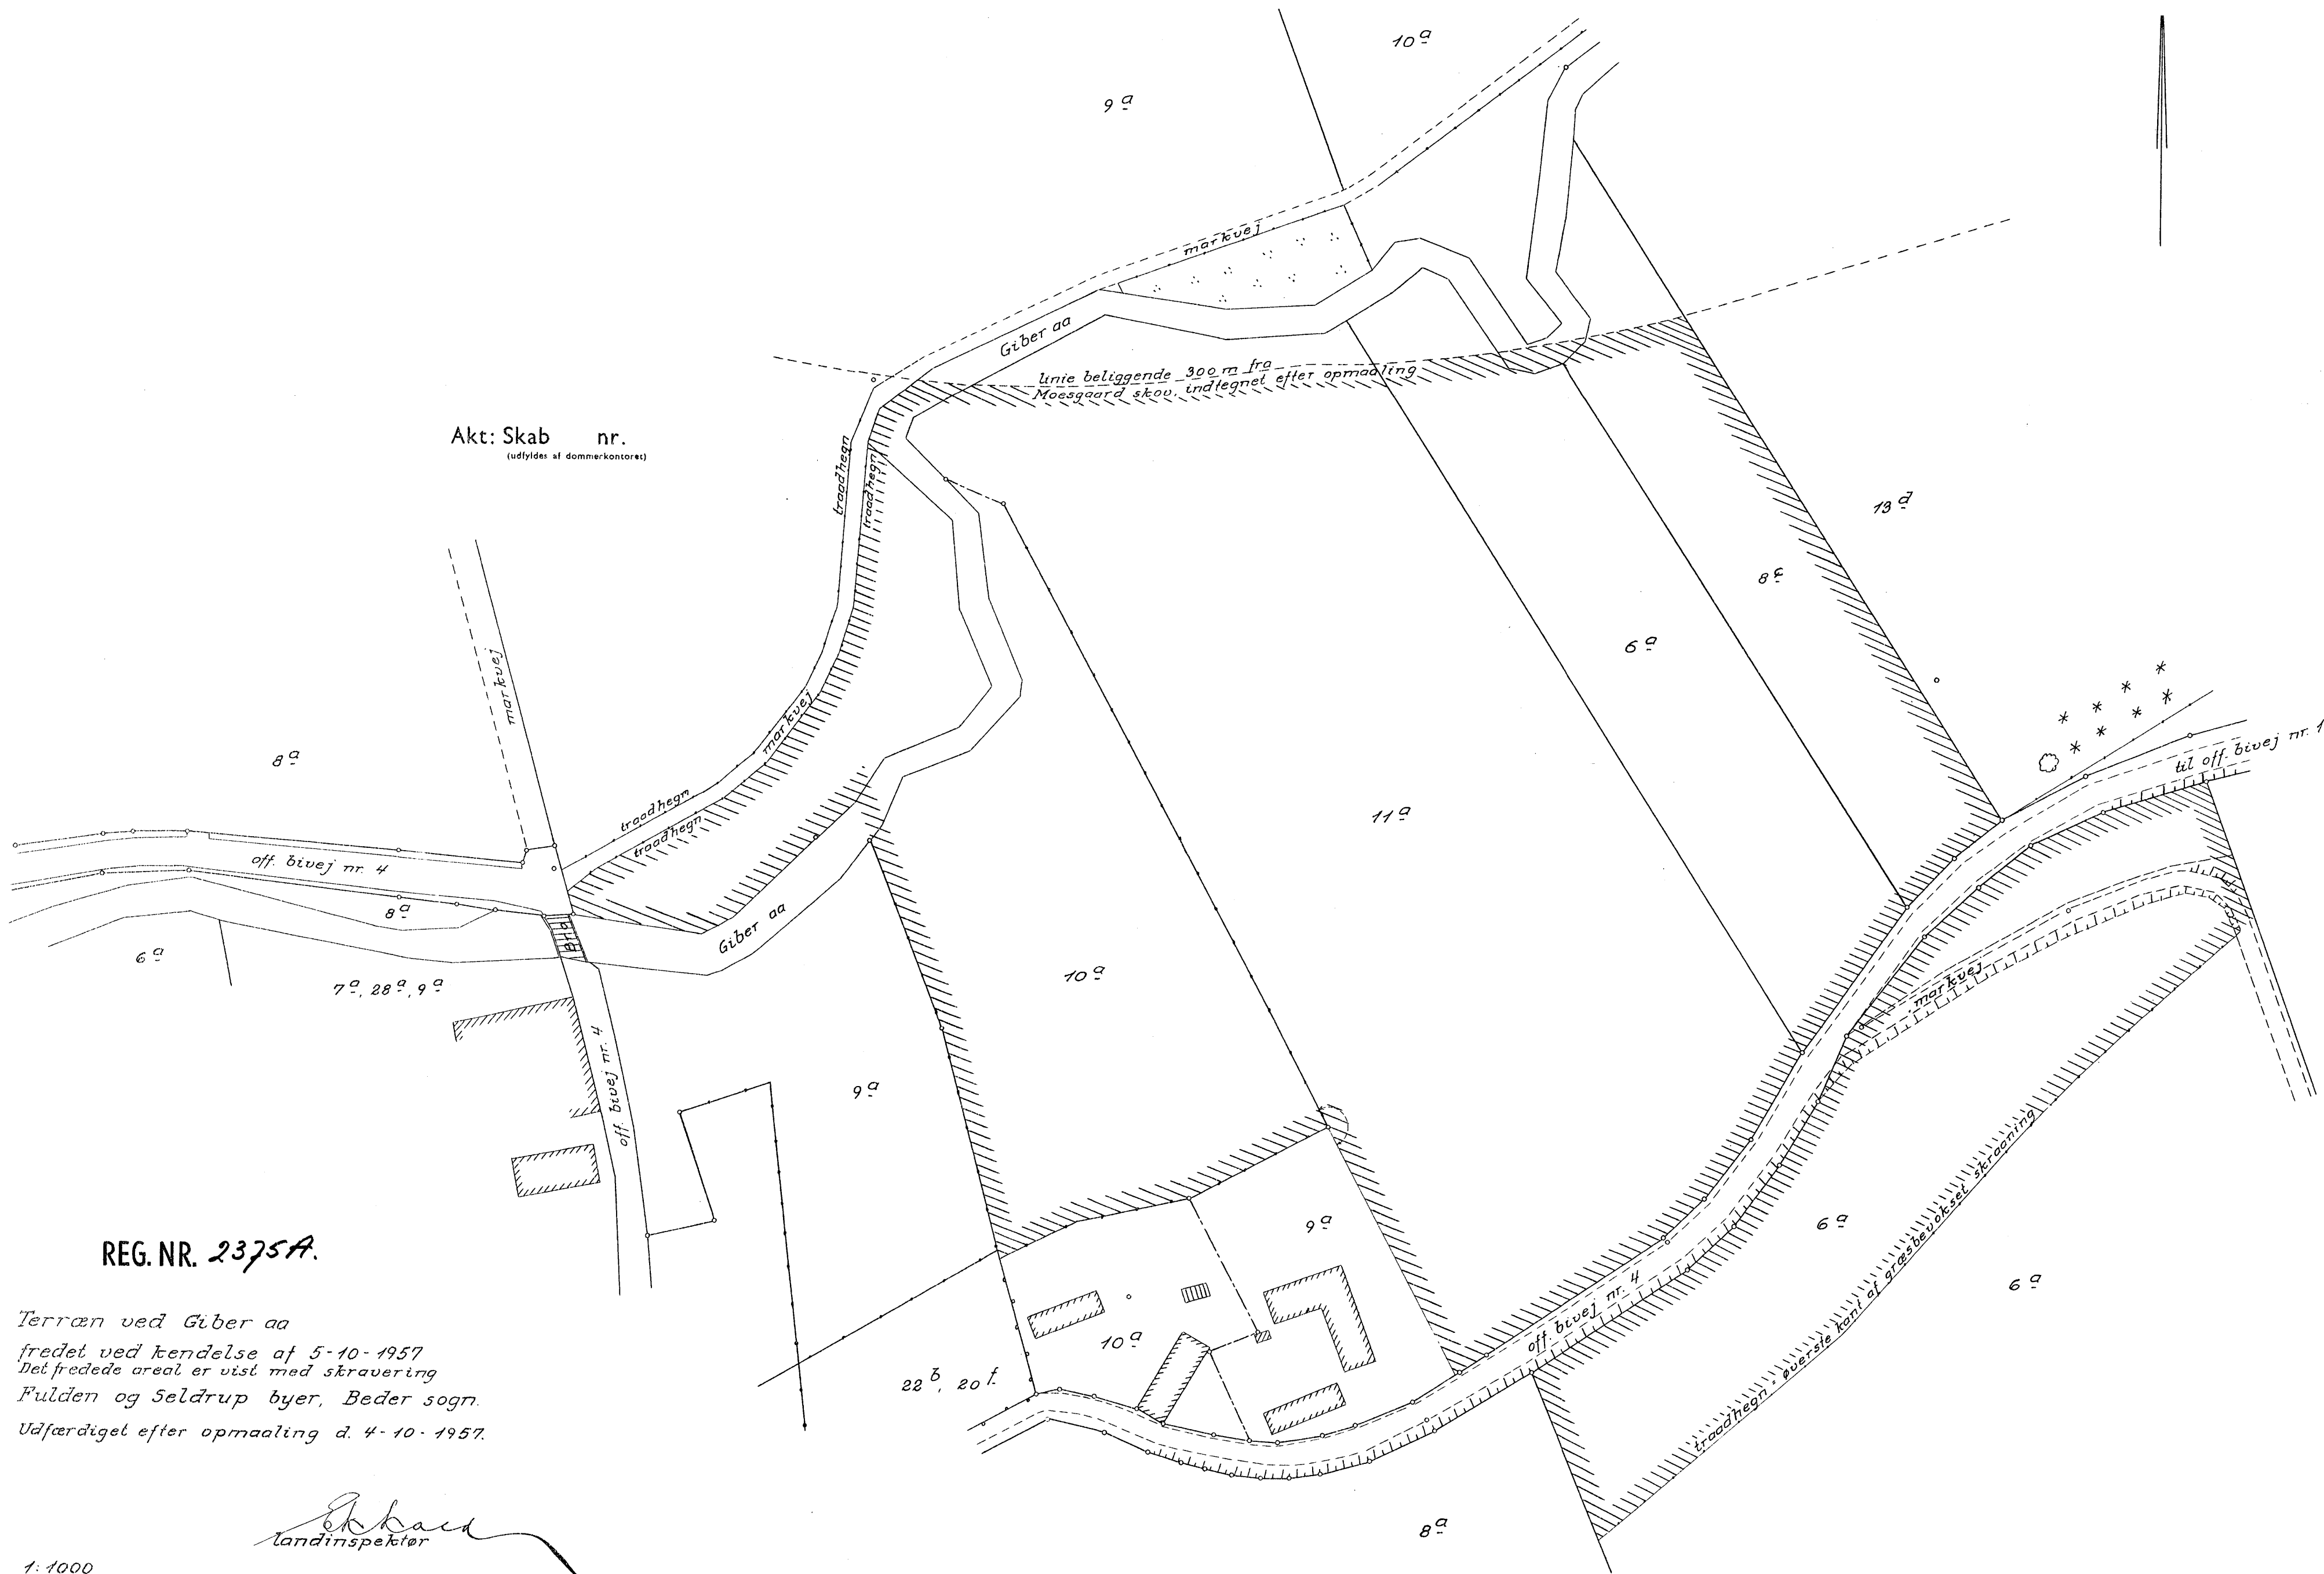 10a
9a
markvej
Giber aa
linie beliggende 300 m fra
Moesgaard skov, indtegnet efter opmaaling
Akt: Skab nr.
(udfyldes af dommerkontoret)
traadhegn
traadhegn
13d
8c
6a
markvej
markvej
8a
traadhegn
traadhegn
til off. bivej nr. 1
11a
off. bivej nr. 4
8a
Bro
Giber aa
6a
7a, 28a, 9a
10a
markvej
off. bivej nr. 4
9a
traadhegn = øverste kant af græsbevokset skraaning
6a
6a
9a
10a
off. bivej nr. 4
22b, 20f
8a
REG. NR. 2375A.
Terræn ved Giber aa
fredet ved kendelse af 5-10-1957
Det fredede areal er vist med skravering
Fulden og Seldrup byer, Beder sogn.
Udfærdiget efter opmaaling d. 4-10-1957.
landinspektør
1:1000